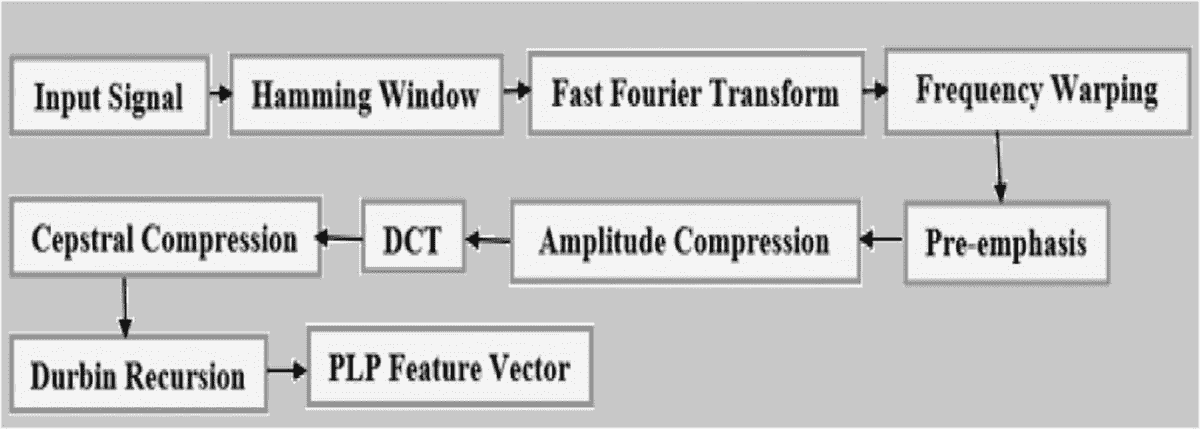 Input Signal
Hamming Window
Fast Fourier Transform
Frequency Warping
Pre-emphasis
Amplitude Compression
DCT
Cepstral Compression
Durbin Recursion
PLP Feature Vector